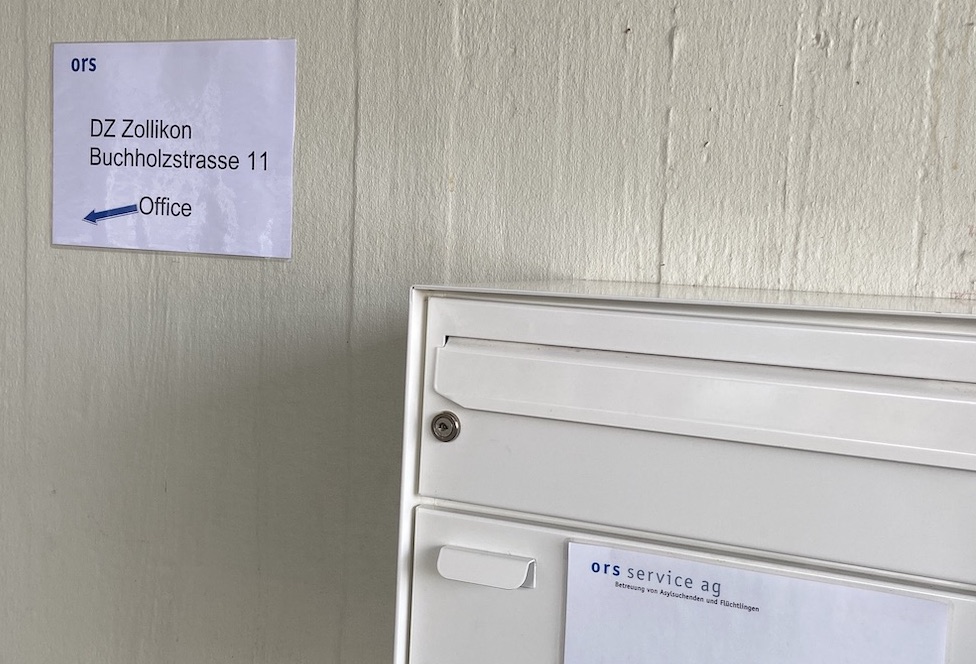 ors
DZ Zollikon
Buchholzstrasse 11
Office
ors service ag
Betreuung von Asylsuchenden und Flüchtlingen